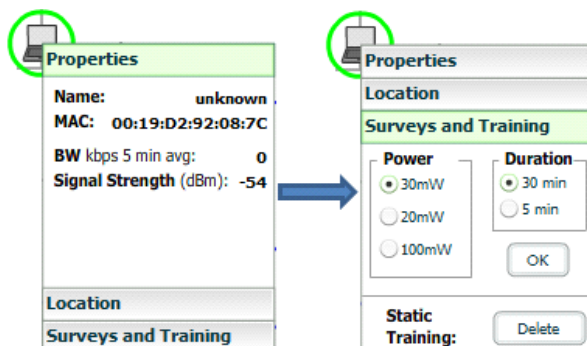 Properties
Name: unknown
MAC: 00:19:D2:92:08:7C
BW kbps 5 min avg: 0
Signal Strength (dBm): -54
Location
Surveys and Training
Properties
Location
Surveys and Training
Power
30mW
20mW
100mW
Duration
30 min
5 min
OK
Static
Training:
Delete